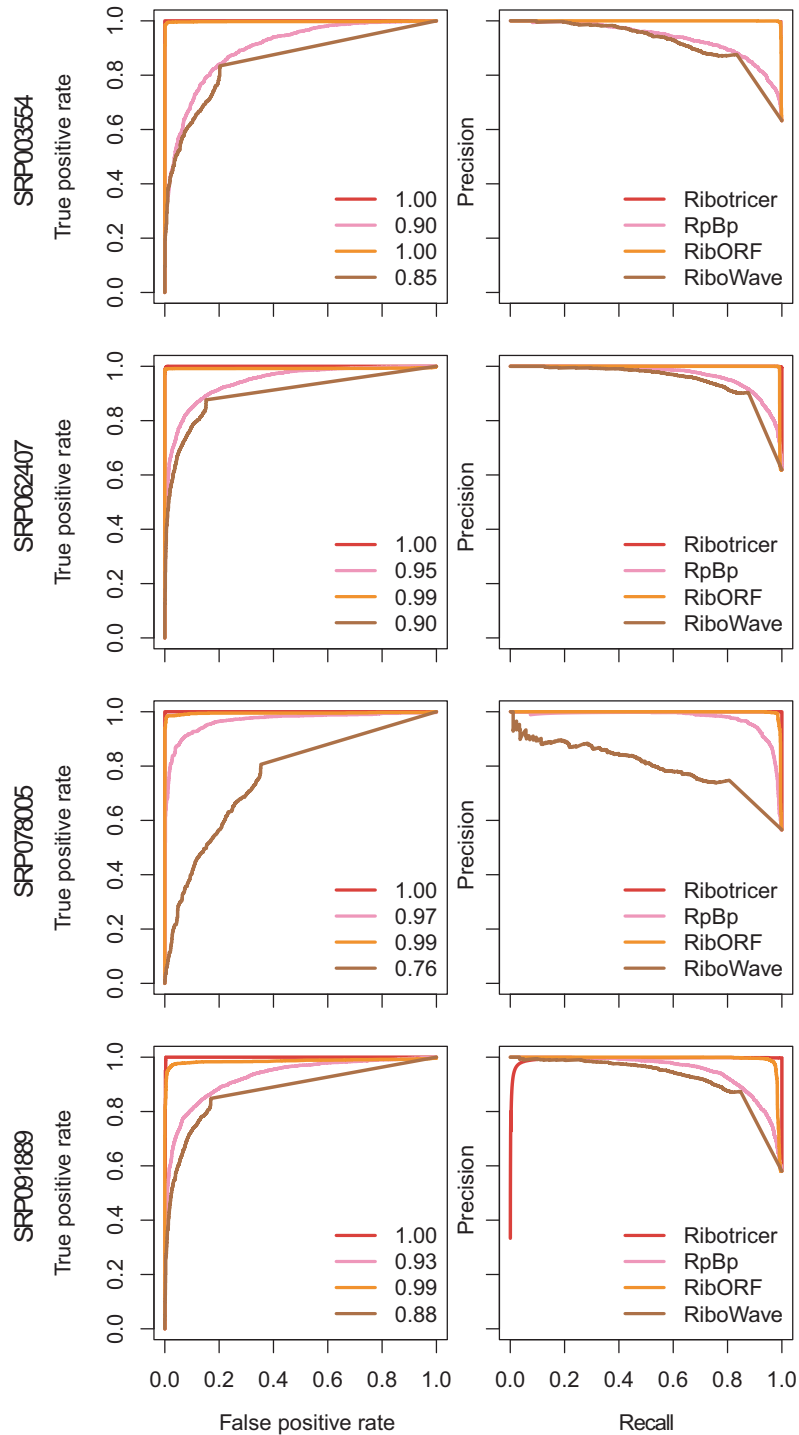 SRP003554
True positive rate
0.0 0.2 0.4 0.6 0.8 1.0
1.00
0.90
1.00
0.85
Precision
Ribotricer
RpBp
RibORF
RiboWave
SRP062407
True positive rate
0.0 0.2 0.4 0.6 0.8 1.0
1.00
0.95
0.99
0.90
Precision
Ribotricer
RpBp
RibORF
RiboWave
SRP078005
True positive rate
0.0 0.2 0.4 0.6 0.8 1.0
1.00
0.97
0.99
0.76
Precision
Ribotricer
RpBp
RibORF
RiboWave
SRP091889
True positive rate
0.0 0.2 0.4 0.6 0.8 1.0
1.00
0.93
0.99
0.88
Precision
Ribotricer
RpBp
RibORF
RiboWave
0.0 0.2 0.4 0.6 0.8 1.0
0.0 0.2 0.4 0.6 0.8 1.0
False positive rate
Recall